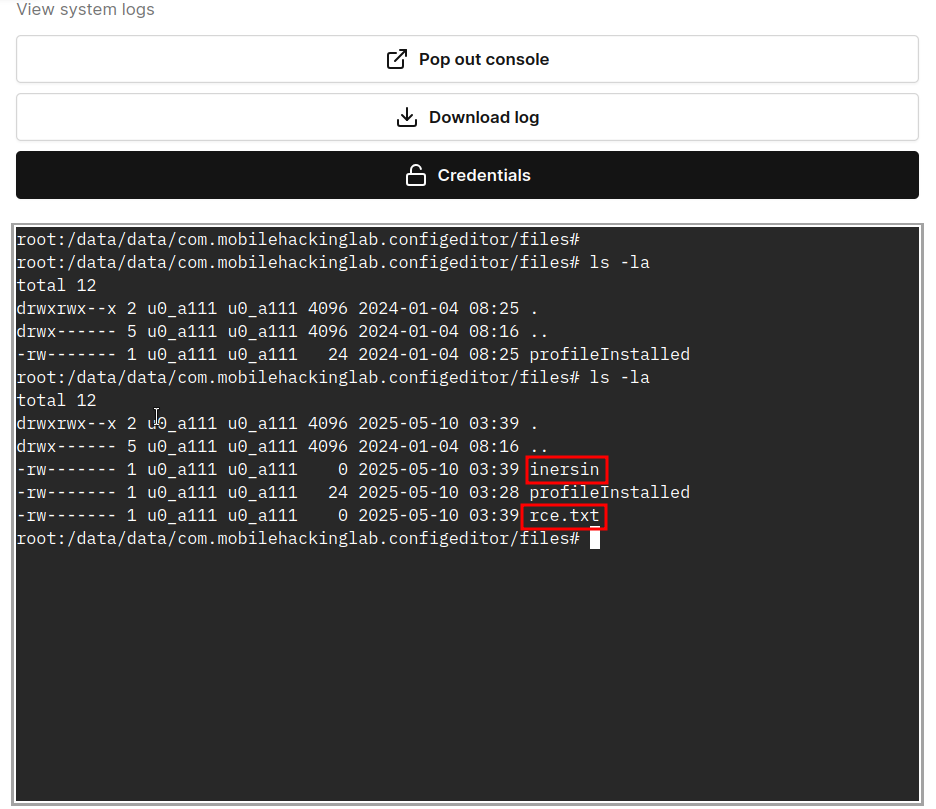 View system logs
Pop out console
Download log
Credentials
root:/data/data/com.mobilehackinglab.configeditor/files#
root:/data/data/com.mobilehackinglab.configeditor/files# ls -la
total 12
drwxrwx--x 2 u0_a111 u0_a111 4096 2024-01-04 08:25 .
drwx------ 5 u0_a111 u0_a111 4096 2024-01-04 08:16 ..
-rw------- 1 u0_a111 u0_a111   24 2024-01-04 08:25 profileInstalled
root:/data/data/com.mobilehackinglab.configeditor/files# ls -la
total 12
drwxrwx--x 2 u0_a111 u0_a111 4096 2025-05-10 03:39 .
drwx------ 5 u0_a111 u0_a111 4096 2024-01-04 08:16 ..
-rw------- 1 u0_a111 u0_a111    0 2025-05-10 03:39 inersin
-rw------- 1 u0_a111 u0_a111   24 2025-05-10 03:28 profileInstalled
-rw------- 1 u0_a111 u0_a111    0 2025-05-10 03:39 rce.txt
root:/data/data/com.mobilehackinglab.configeditor/files#